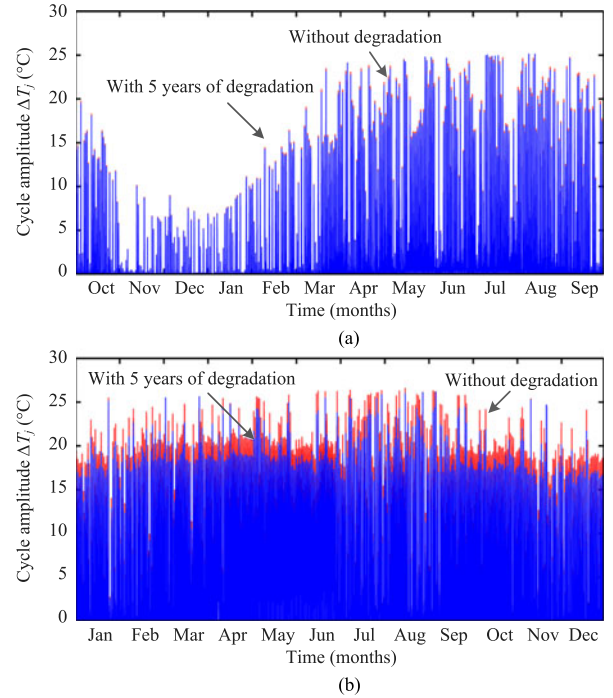 30
25
20
15
10
5
0
Cycle amplitude ΔTj (°C)
Without degradation
With 5 years of degradation
Oct Nov Dec Jan Feb Mar Apr May Jun Jul Aug Sep
Time (months)
(a)
30
25
20
15
10
5
0
Cycle amplitude ΔTj (°C)
With 5 years of degradation
Without degradation
Jan Feb Mar Apr May Jun Jul Aug Sep Oct Nov Dec
Time (months)
(b)